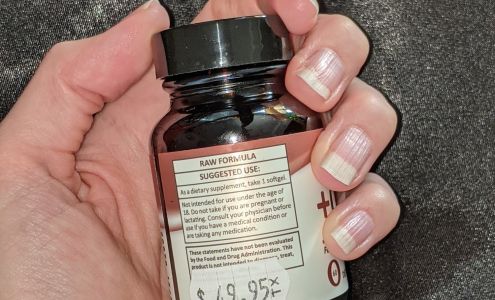 RAW FORMULA
SUGGESTED USE:
As a dietary supplement, take 1 softgel.
Not intended for use under the age of
18. Do not take if you are pregnant or
lactating. Consult your physician before
use if you have a medical condition or
are taking any medication.
These statements have not been evaluated
by the Food and Drug Administration. This
product is not intended to diagnose, treat,
$49.95